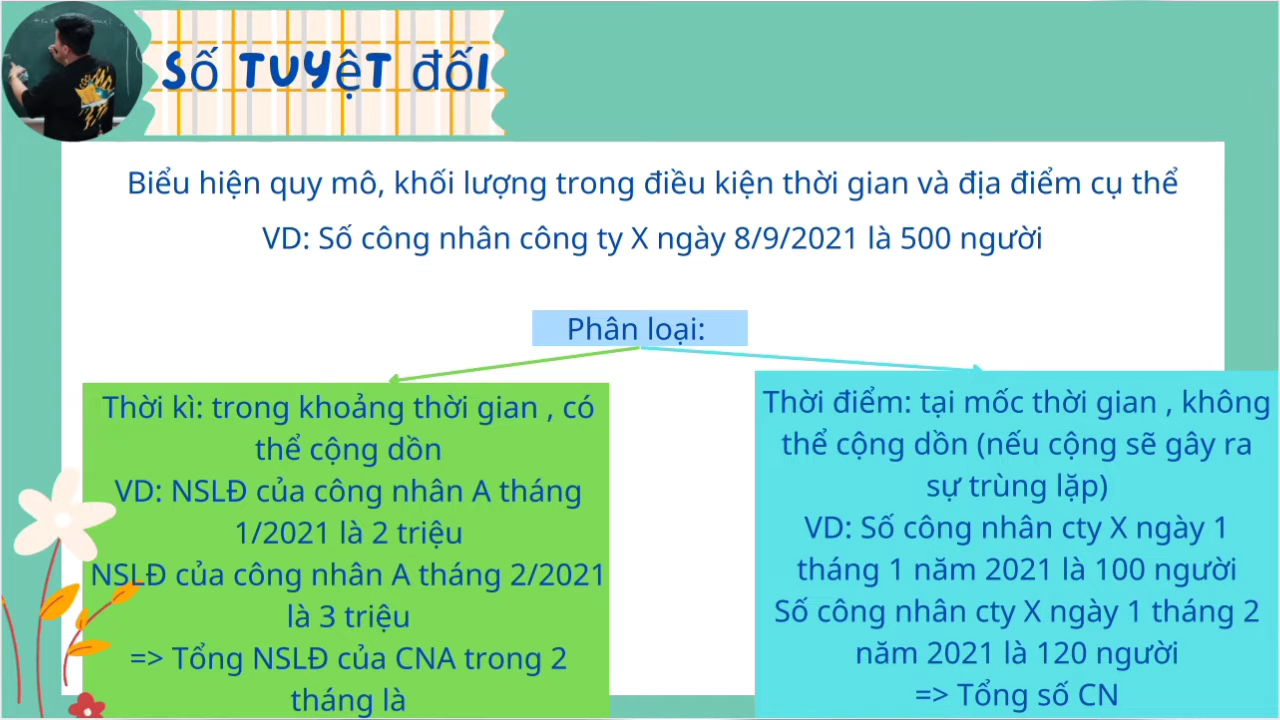 Số TUYỆT đối
Biểu hiện quy mô, khối lượng trong điều kiện thời gian và địa điểm cụ thể
VD: Số công nhân công ty X ngày 8/9/2021 là 500 người
Phân loại:
Thời kì: trong khoảng thời gian , có
thể cộng dồn
VD: NSLĐ của công nhân A tháng
1/2021 là 2 triệu
NSLĐ của công nhân A tháng 2/2021
là 3 triệu
=> Tổng NSLĐ của CNA trong 2
tháng là
Thời điểm: tại mốc thời gian , không
thể cộng dồn (nếu cộng sẽ gây ra
sự trùng lặp)
VD: Số công nhân cty X ngày 1
tháng 1 năm 2021 là 100 người
Số công nhân cty X ngày 1 tháng 2
năm 2021 là 120 người
=> Tổng số CN